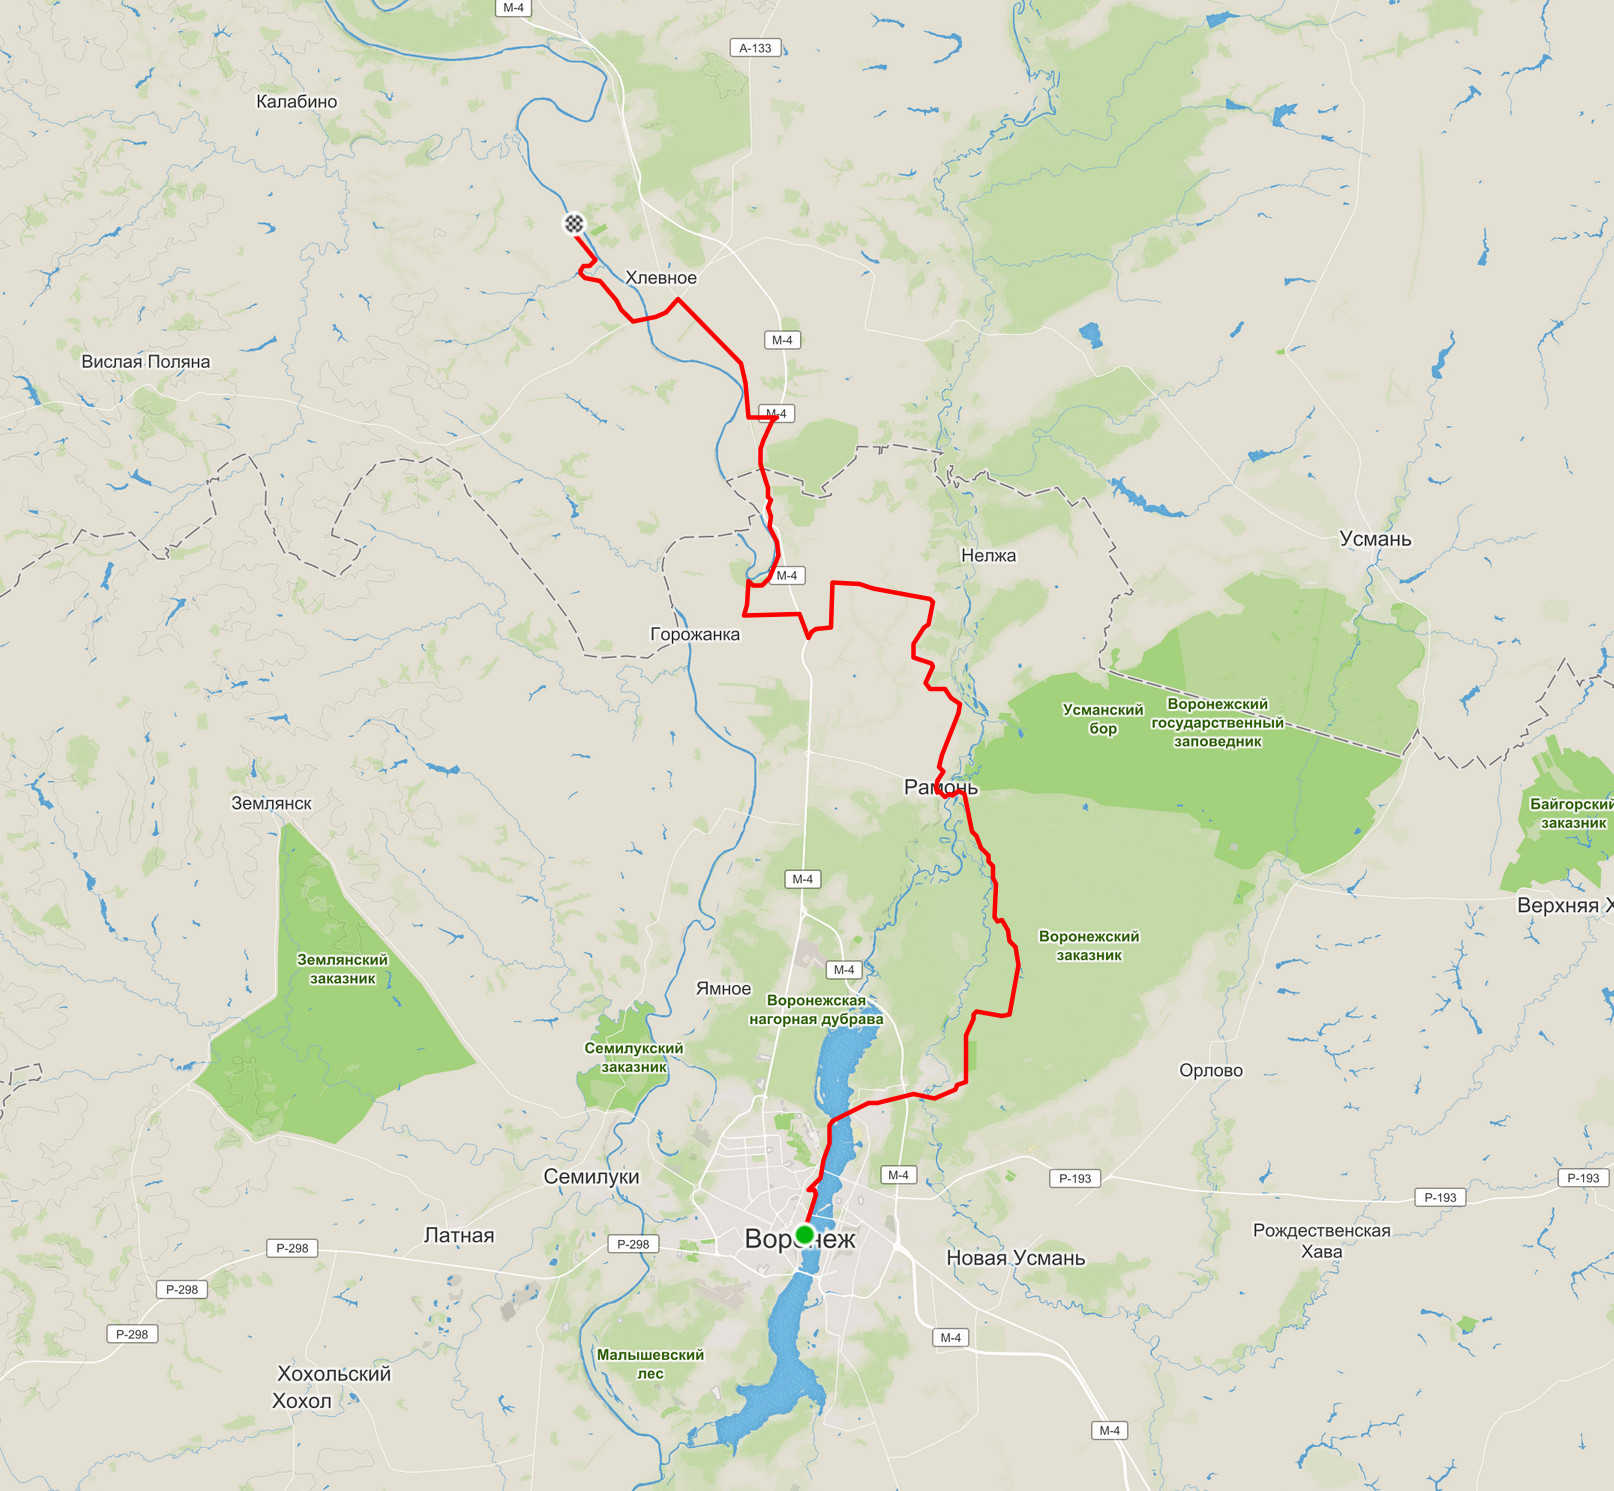 М-4
А-133
Калабино
Хлевное
М-4
Вислая Поляна
М-4
Усмань
Нелжа
М-4
Горожанка
Усманский
бор
Воронежский
государственный
заповедник
Рамонь
Землянск
Байгорский
заказник
М-4
Верхняя Х
Воронежский
заказник
Землянский
заказник
М-4
Ямное
Воронежская
нагорная дубрава
Семилукский
заказник
Орлово
Семилуки
М-4
Р-193
Р-193
Р-193
Латная
Р-298
Р-298
Воронеж
Рождественская
Хава
Новая Усмань
Р-298
Р-298
М-4
Малышевский
лес
Хохольский
Хохол
М-4